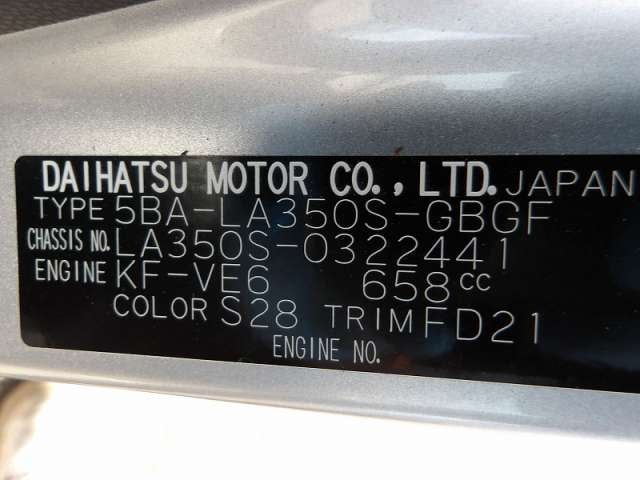 DAIHATSU MOTOR CO., LTD. JAPAN
TYPE 5BA-LA350S-GBGF
CHASSIS NO. LA350S-0322441
ENGINE KF-VE6 658cc
COLOR S28 TRIM FD21
ENGINE NO.